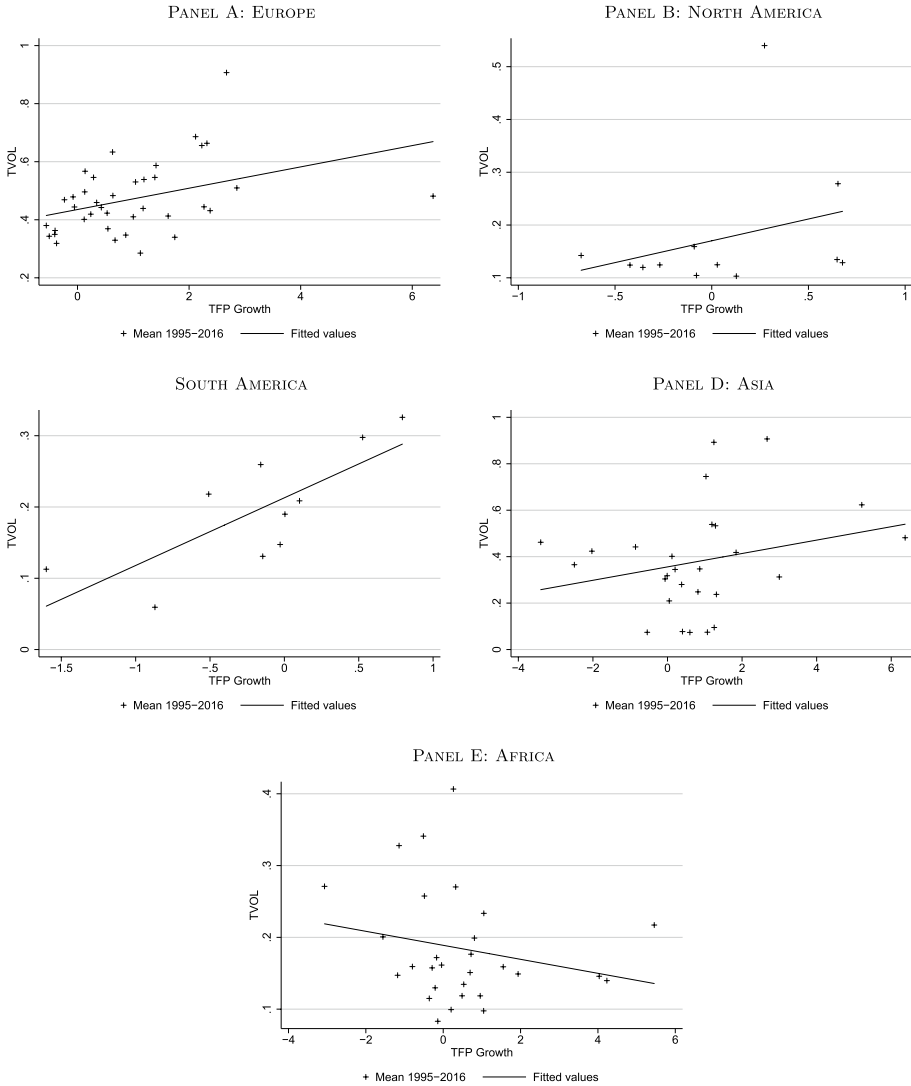 PANEL A: EUROPE
TVOL
1
.8
.6
.4
.2
0 2 4 6
TFP Growth
+ Mean 1995−2016 Fitted values
PANEL B: NORTH AMERICA
TVOL
.5
.4
.3
.2
.1
−1 −.5 0 .5 1
TFP Growth
+ Mean 1995−2016 Fitted values
SOUTH AMERICA
TVOL
.3
.2
.1
0
−1.5 −1 −.5 0 .5 1
TFP Growth
+ Mean 1995−2016 Fitted values
PANEL D: ASIA
TVOL
1
.8
.6
.4
.2
0
−4 −2 0 2 4 6
TFP Growth
+ Mean 1995−2016 Fitted values
PANEL E: AFRICA
TVOL
.4
.3
.2
.1
−4 −2 0 2 4 6
TFP Growth
+ Mean 1995−2016 Fitted values